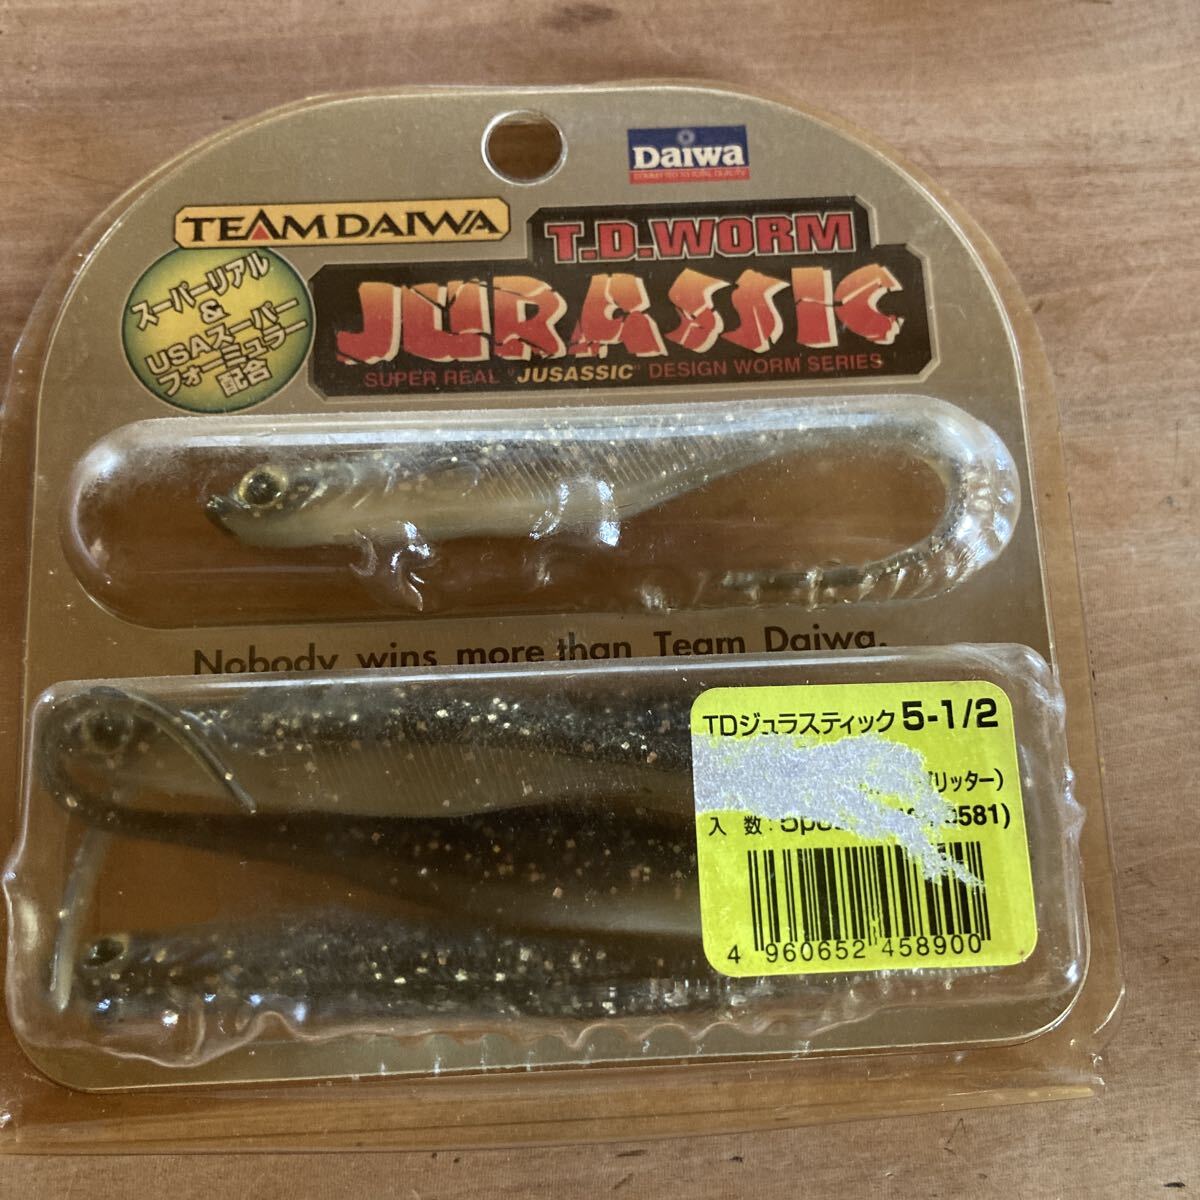 Daiwa
TEAM DAIWA
T.D.WORM
JURASSIC
SUPER REAL "JUSASSIC" DESIGN WORM SERIES
スーパーリアル
&
USAスーパー
フォーミュラー
配合
Nobody wins more than Team Daiwa.
TDジュラスティック 5-1/2
リッター)
入 数:5p 581)
4 960652 458900